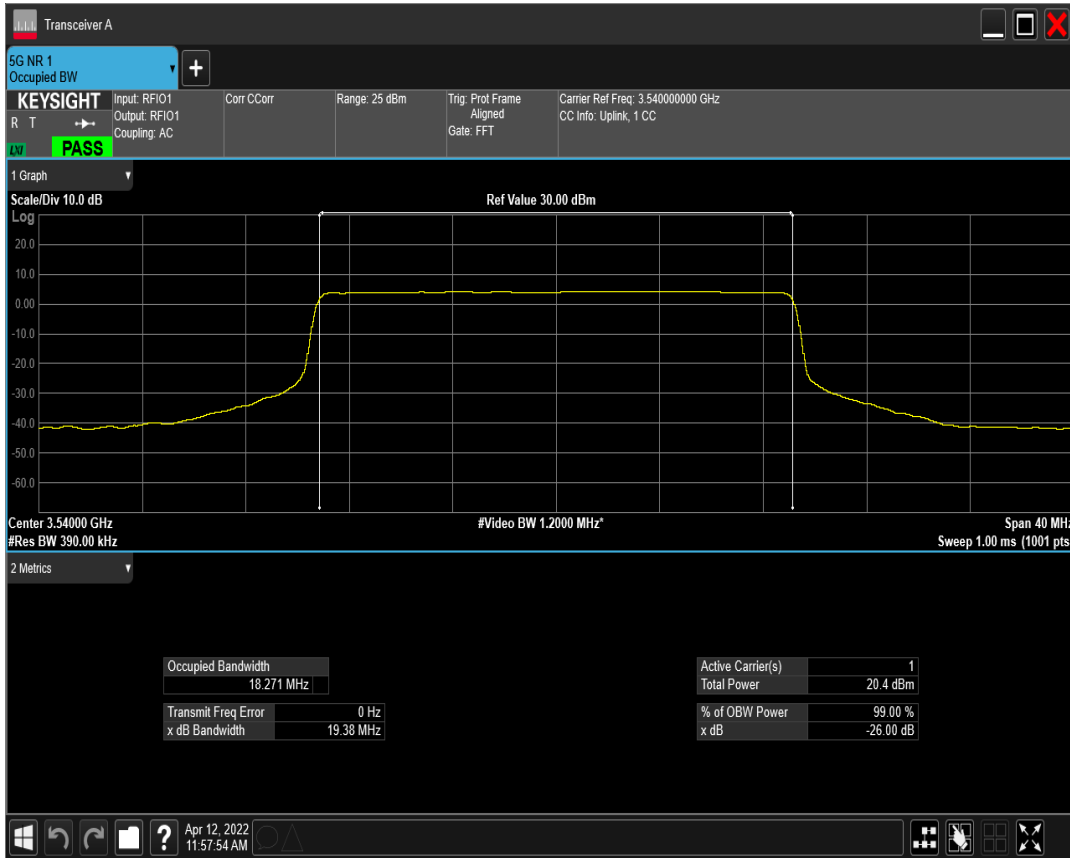 Transceiver A
5G NR 1
Occupied BW
KEYSIGHT
R T
LXI
PASS
Input: RFIO1
Output: RFIO1
Coupling: AC
Corr CCorr
Range: 25 dBm
Trig: Prot Frame
Aligned
Gate: FFT
Carrier Ref Freq: 3.540000000 GHz
CC Info: Uplink, 1 CC
1 Graph
Scale/Div 10.0 dB
Ref Value 30.00 dBm
Log
20.0
10.0
0.00
-10.0
-20.0
-30.0
-40.0
-50.0
-60.0
Center 3.54000 GHz
#Video BW 1.2000 MHz*
Span 40 MHz
#Res BW 390.00 kHz
Sweep 1.00 ms (1001 pts
2 Metrics
Occupied Bandwidth
18.271 MHz
Transmit Freq Error 0 Hz
x dB Bandwidth 19.38 MHz
Active Carrier(s) 1
Total Power 20.4 dBm
% of OBW Power 99.00 %
x dB -26.00 dB
?
Apr 12, 2022
11:57:54 AM